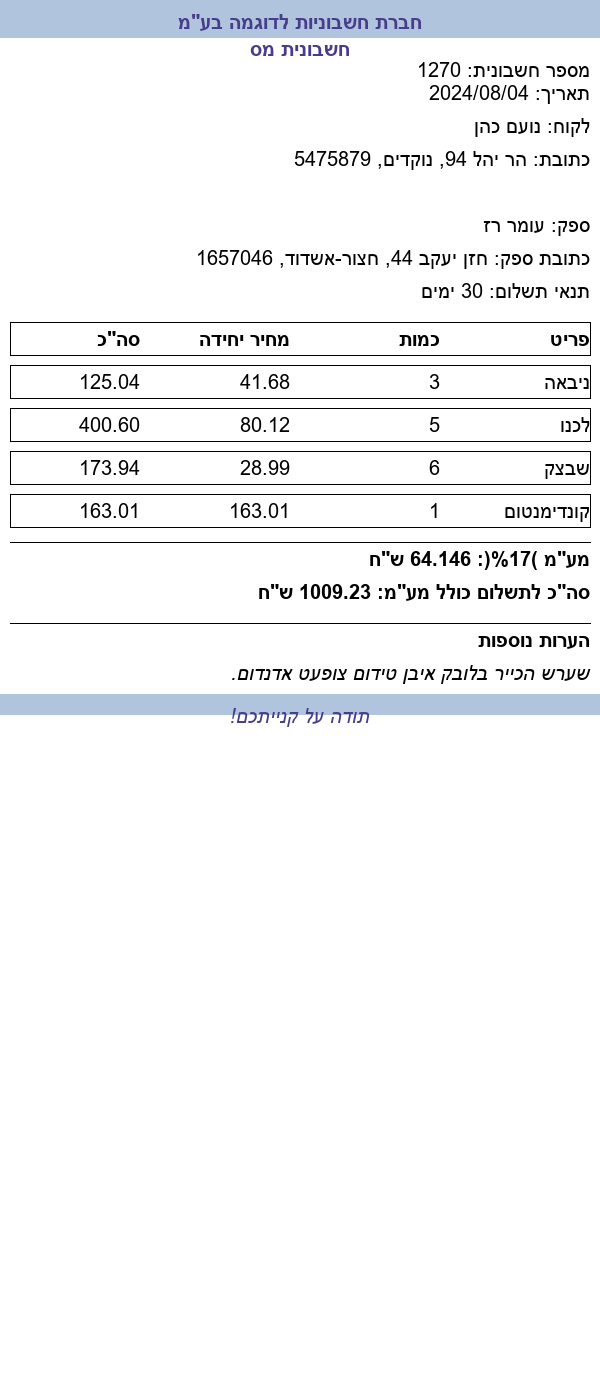 חברת חשבוניות לדוגמה בע"מ
חשבונית מס
מספר חשבונית: 1270
תאריך: 2024/08/04
לקוח: נועם כהן
כתובת: הר יהל 94, נוקדים, 5475879
ספק: עומר רז
כתובת ספק: חזן יעקב 44, חצור-אשדוד, 1657046
תנאי תשלום: 30 ימים
פריט כמות מחיר יחידה סה"כ
ניבאה 3 41.68 125.04
לכנו 5 80.12 400.60
שבצק 6 28.99 173.94
קונדימנטום 1 163.01 163.01
מע"מ )17%(: 64.146 ש"ח
סה"כ לתשלום כולל מע"מ: 1009.23 ש"ח
הערות נוספות
שערש הכייר בלובק איבן טידום צופעט אדנדום.
תודה על קנייתכם!